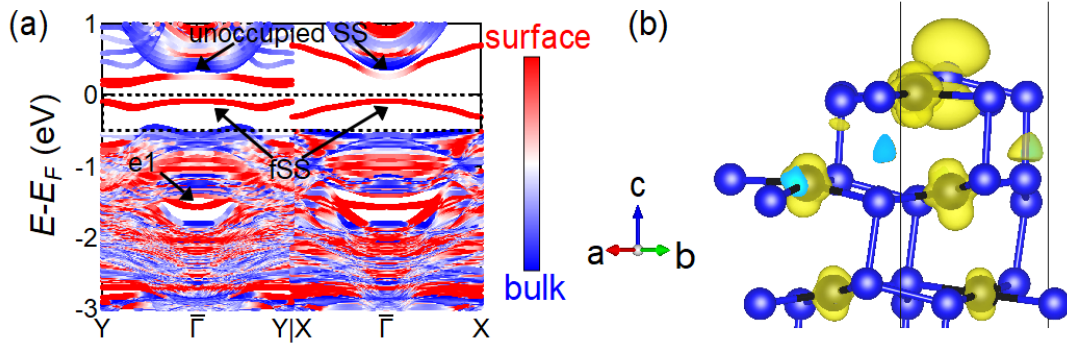 (a)
1
0
-1
-2
-3
E-E_F (eV)
unoccupied SS
fSS
e1
Y
Γ̅
Y|X
Γ̅
X
surface
bulk
(b)
c
a
b